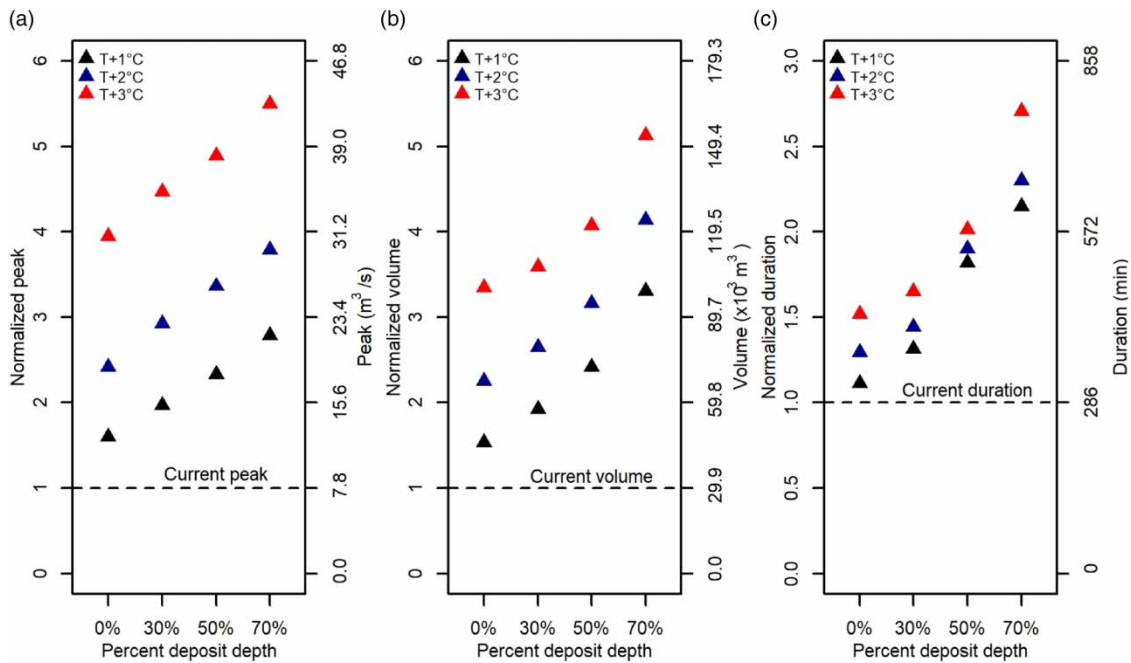 (a)
T+1°C
T+2°C
T+3°C
Normalized peak
6
5
4
3
2
1
0
Current peak
46.8
39.0
31.2
23.4
15.6
7.8
0.0
Peak (m³ /s)
0% 30% 50% 70%
Percent deposit depth
(b)
T+1°C
T+2°C
T+3°C
Normalized volume
6
5
4
3
2
1
0
Current volume
179.3
149.4
119.5
89.7
59.8
29.9
0.0
Volume (x10³ m³ )
0% 30% 50% 70%
Percent deposit depth
(c)
T+1°C
T+2°C
T+3°C
Normalized duration
3.0
2.5
2.0
1.5
1.0
0.5
0.0
Current duration
858
572
286
0
Duration (min)
0% 30% 50% 70%
Percent deposit depth